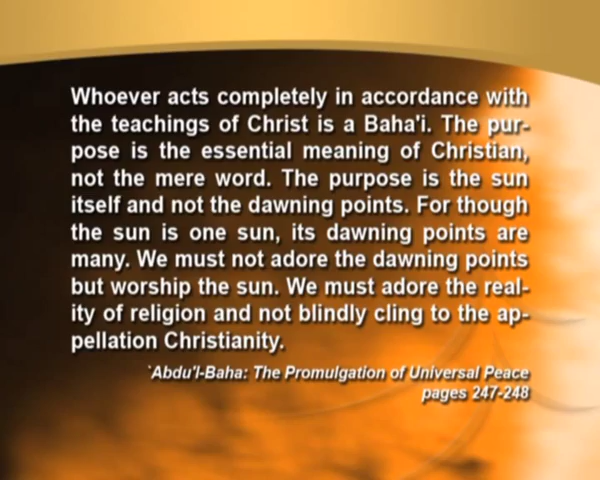 Whoever acts completely in accordance with
the teachings of Christ is a Baha'i. The pur-
pose is the essential meaning of Christian,
not the mere word. The purpose is the sun
itself and not the dawning points. For though
the sun is one sun, its dawning points are
many. We must not adore the dawning points
but worship the sun. We must adore the real-
ity of religion and not blindly cling to the ap-
pellation Christianity.
`Abdu'l-Baha: The Promulgation of Universal Peace
pages 247-248